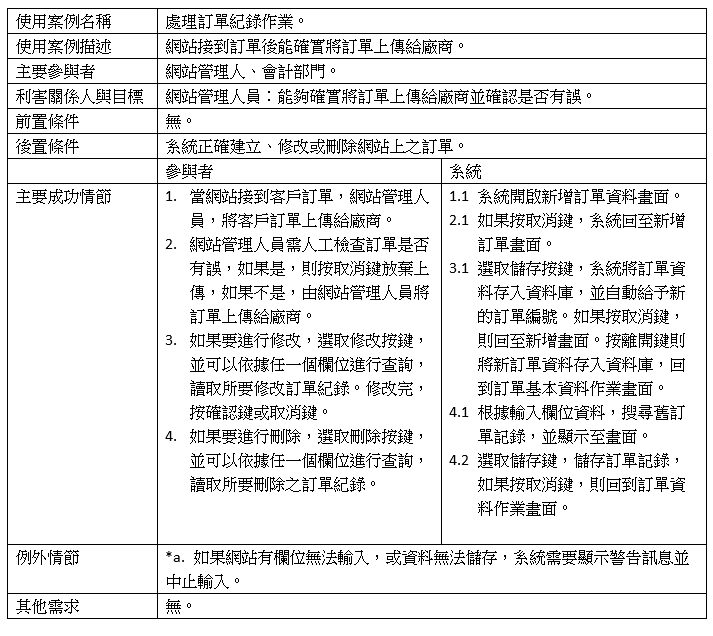 使用案例名稱 處理訂單紀錄作業。
使用案例描述 網站接到訂單後能確實將訂單上傳給廠商。
主要參與者 網站管理人、會計部門。
利害關係人與目標 網站管理人員：能夠確實將訂單上傳給廠商並確認是否有誤。
前置條件 無。
後置條件 系統正確建立、修改或刪除網站上之訂單。
參與者 系統
主要成功情節
1. 當網站接到客戶訂單，網站管理人
員，將客戶訂單上傳給廠商。
2. 網站管理人員需人工檢查訂單是否
有誤，如果是，則按取消鍵放棄上
傳，如果不是，由網站管理人員將
訂單上傳給廠商。
3. 如果要進行修改，選取修改按鍵，
並可以依據任一個欄位進行查詢，
讀取所要修改訂單紀錄。修改完，
按確認鍵或取消鍵。
4. 如果要進行刪除，選取刪除按鍵，
並可以依據任一個欄位進行查詢，
讀取所要刪除之訂單紀錄。
1.1 系統開啟新增訂單資料畫面。
2.1 如果按取消鍵，系統回至新增
訂單畫面。
3.1 選取儲存按鍵，系統將訂單資
料存入資料庫，並自動給予新
的訂單編號。如果按取消鍵，
則回至新增畫面。按離開鍵則
將新訂單資料存入資料庫，回
到訂單基本資料作業畫面。
4.1 根據輸入欄位資料，搜尋舊訂
單記錄，並顯示至畫面。
4.2 選取儲存鍵，儲存訂單記錄，
如果按取消鍵，則回到訂單資
料作業畫面。
例外情節 *a. 如果網站有欄位無法輸入，或資料無法儲存，系統需要顯示警告訊息並
中止輸入。
其他需求 無。